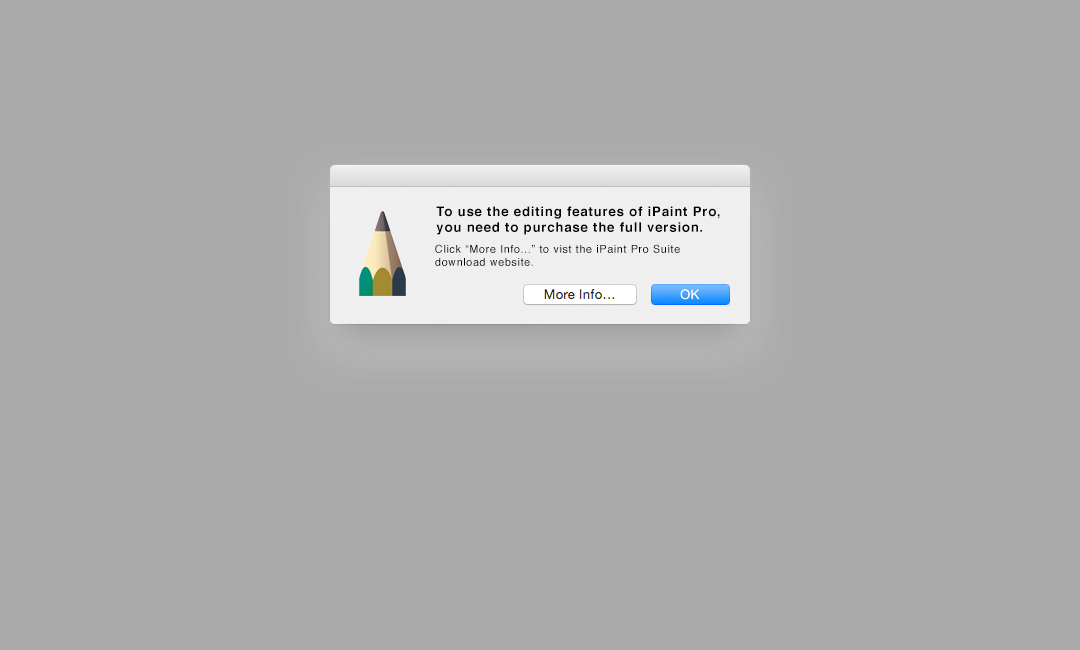 To use the editing features of iPaint Pro,
you need to purchase the full version.
Click “More Info...” to vist the iPaint Pro Suite
download website.
More Info...
OK